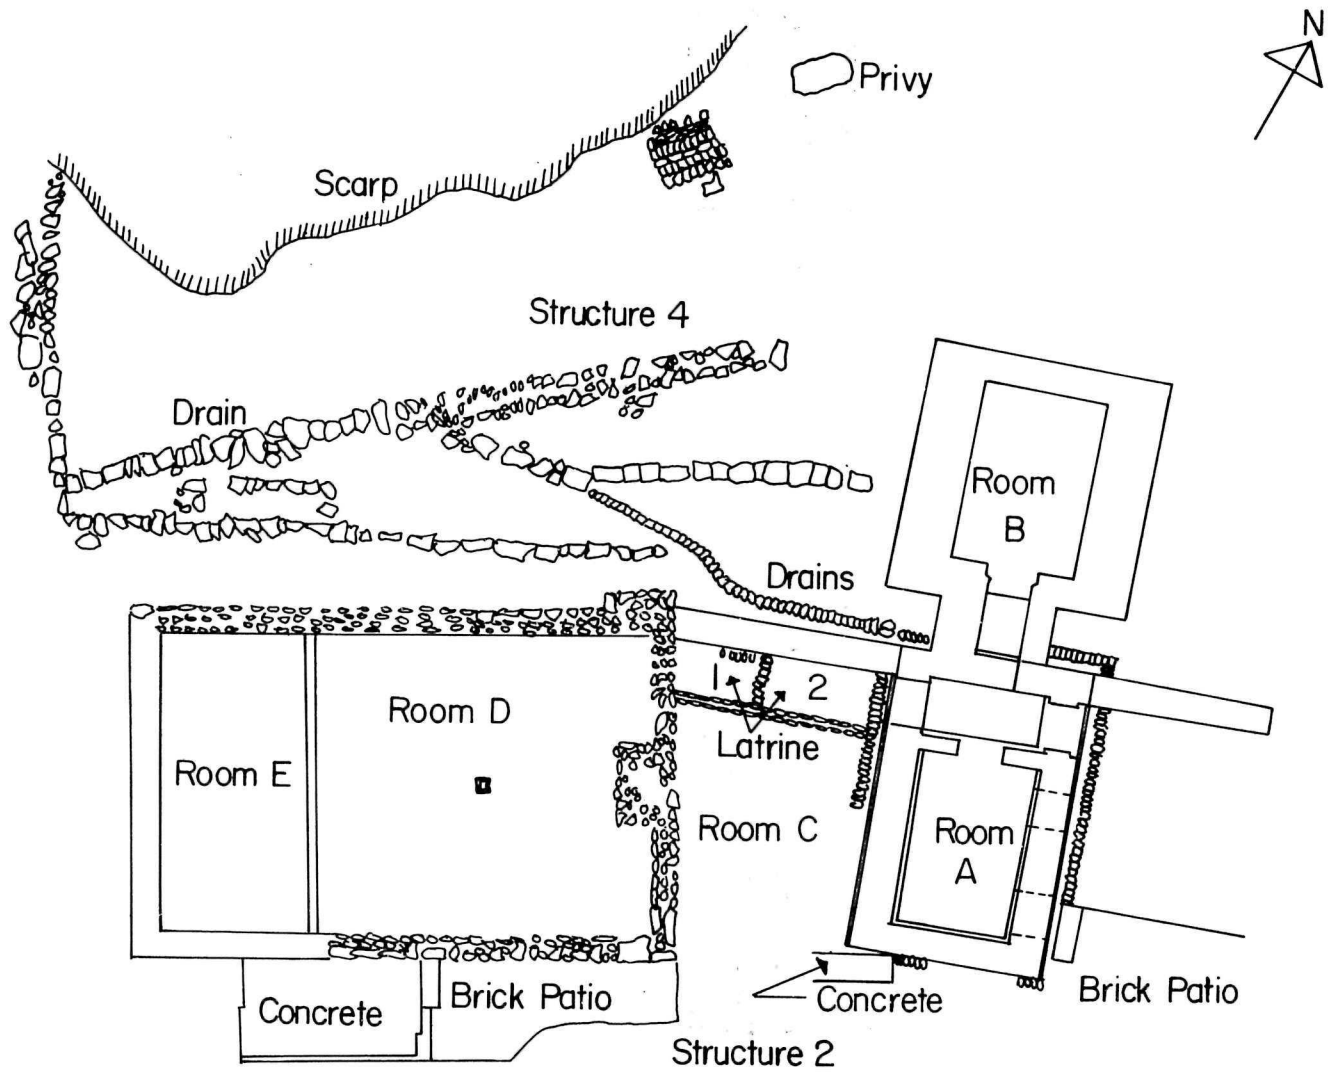 N
Privy
Scarp
Structure 4
Drain
Room
B
Drains
1
2
Room D
Latrine
Room E
Room C
Room
A
Concrete
Brick Patio
Concrete
Brick Patio
Structure 2